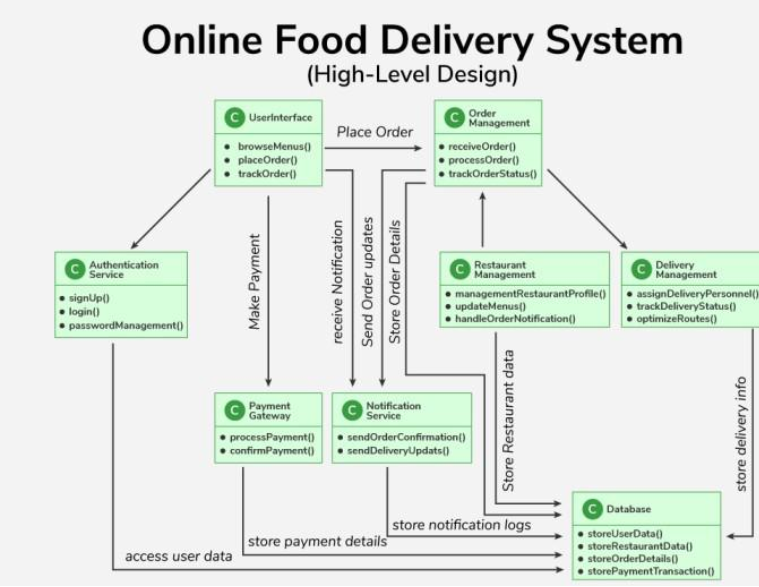 Online Food Delivery System
(High-Level Design)
C UserInterface
browseMenus()
placeOrder()
trackOrder()
Place Order
C Order
Management
receiveOrder()
processOrder()
trackOrderStatus()
C Authentication
Service
signUp()
login()
passwordManagement()
Make Payment
receive Notification
Send Order updates
Store Order Details
C Restaurant
Management
managementRestaurantProfile()
updateMenus()
handleOrderNotification()
C Delivery
Management
assignDeliveryPersonnel()
trackDeliveryStatus()
optimizeRoutes()
C Payment
Gateway
processPayment()
confirmPayment()
C Notification
Service
sendOrderConfirmation()
sendDeliveryUpdats()
Store Restaurant data
store delivery info
C Database
storeUserData()
storeRestaurantData()
storeOrderDetails()
storePaymentTransaction()
store notification logs
store payment details
access user data